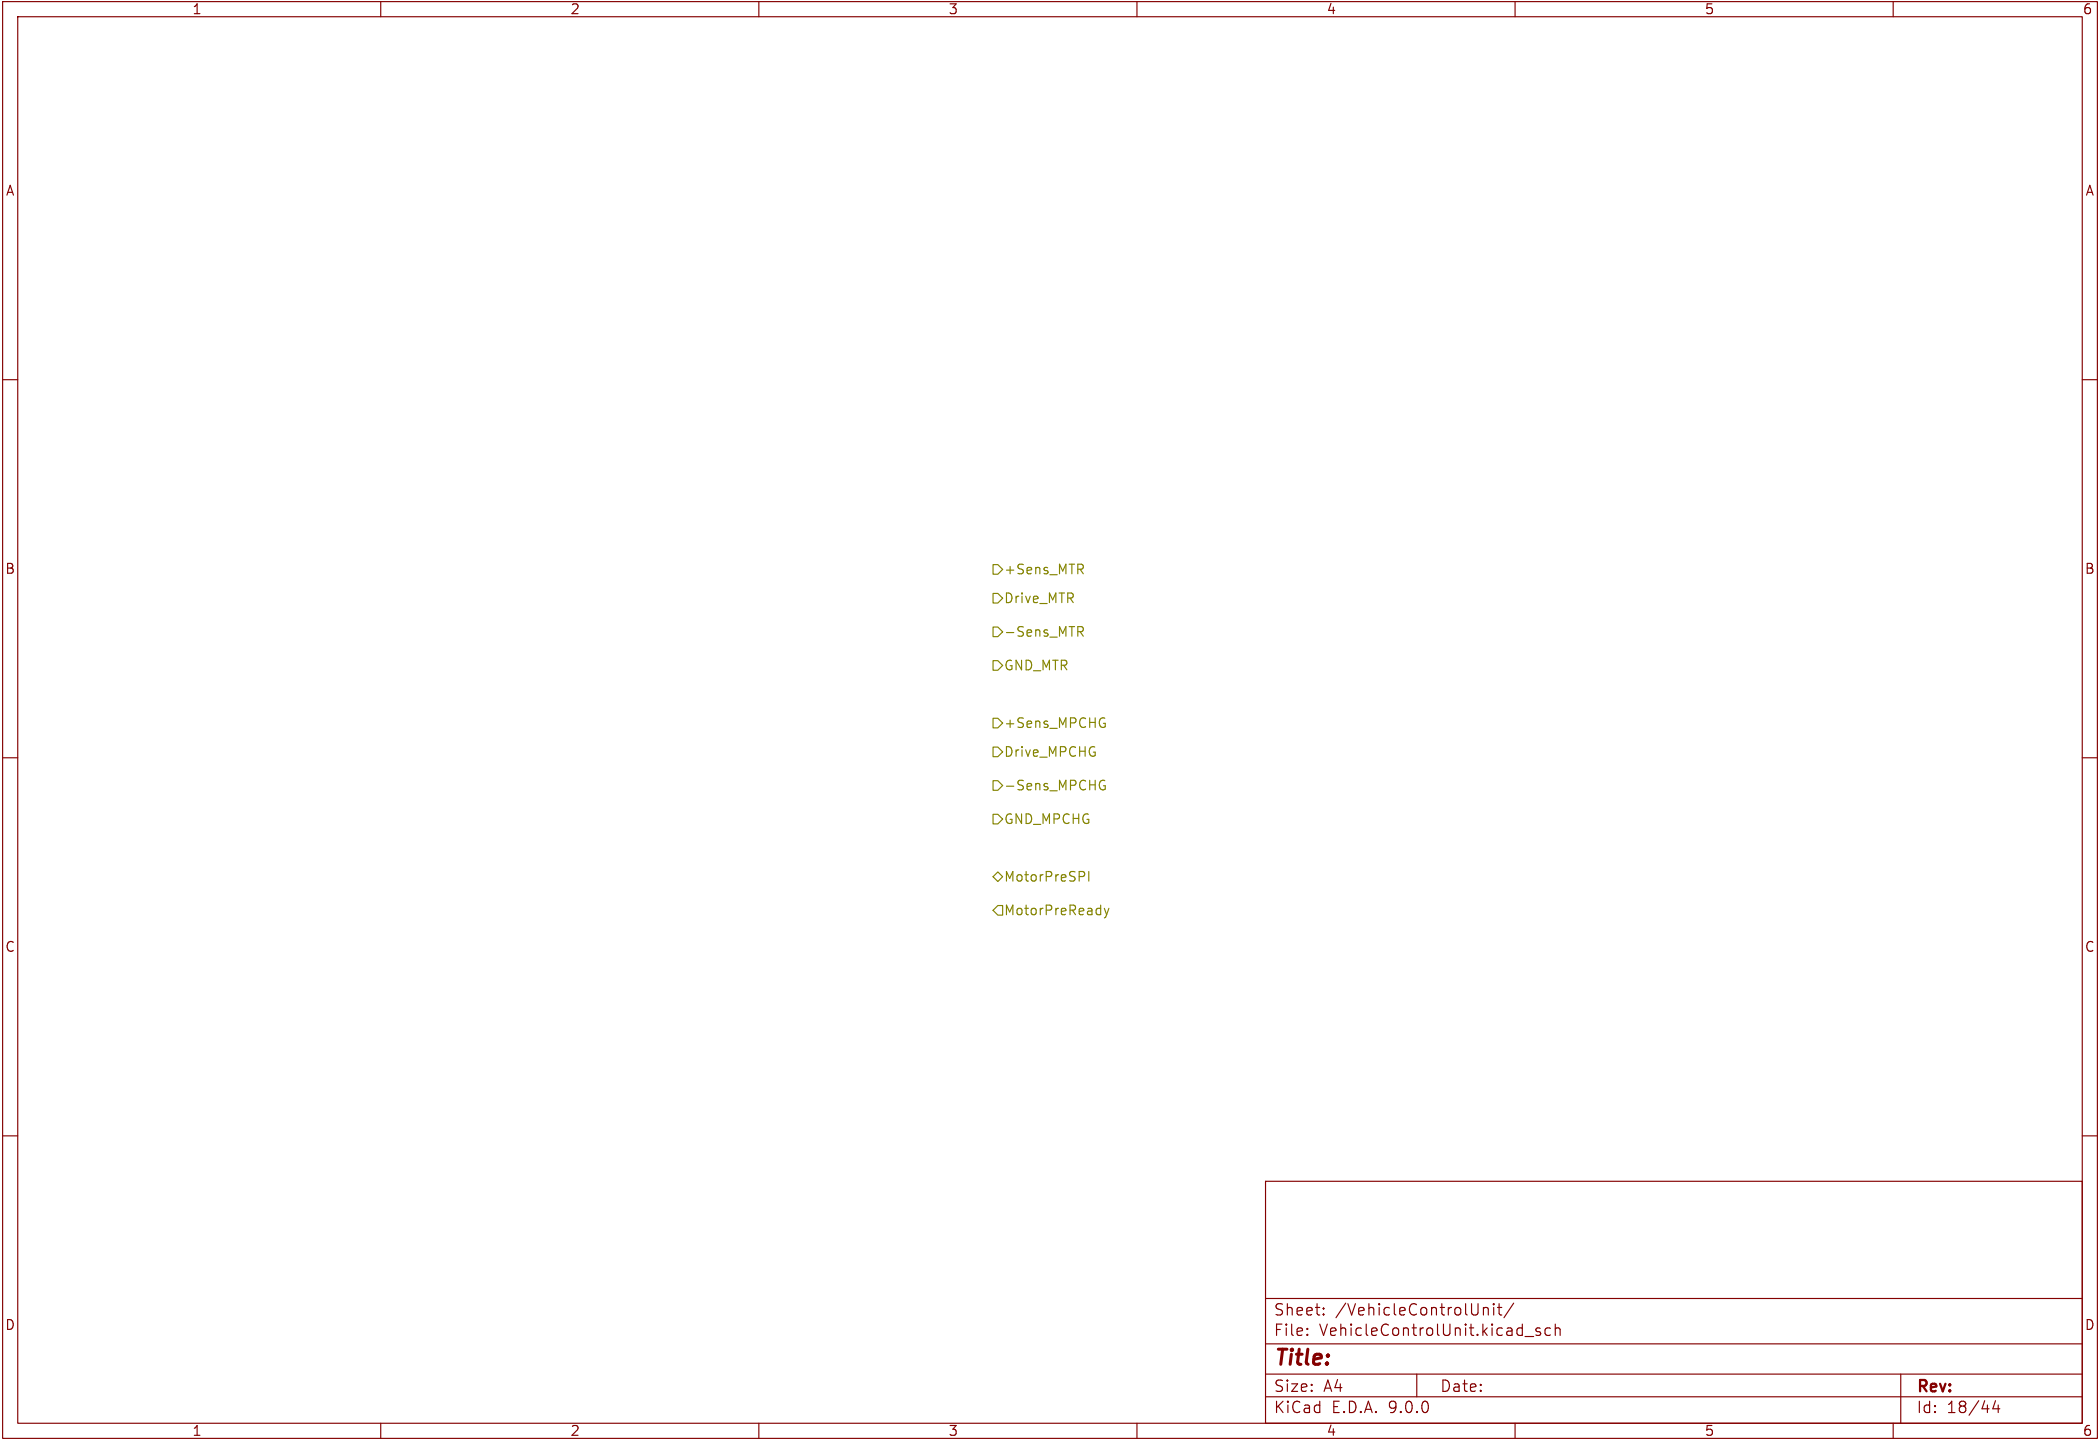 1 2 3 4 5 6
A A
+Sens_MTR
B B
Drive_MTR
-Sens_MTR
GND_MTR
+Sens_MPCHG
Drive_MPCHG
-Sens_MPCHG
GND_MPCHG
MotorPreSPI
MotorPreReady
C C
Sheet: /VehicleControlUnit/
D D
File: VehicleControlUnit.kicad_sch
Title:
Size: A4 Date: Rev:
KiCad E.D.A. 9.0.0 Id: 18/44
1 2 3 4 5 6